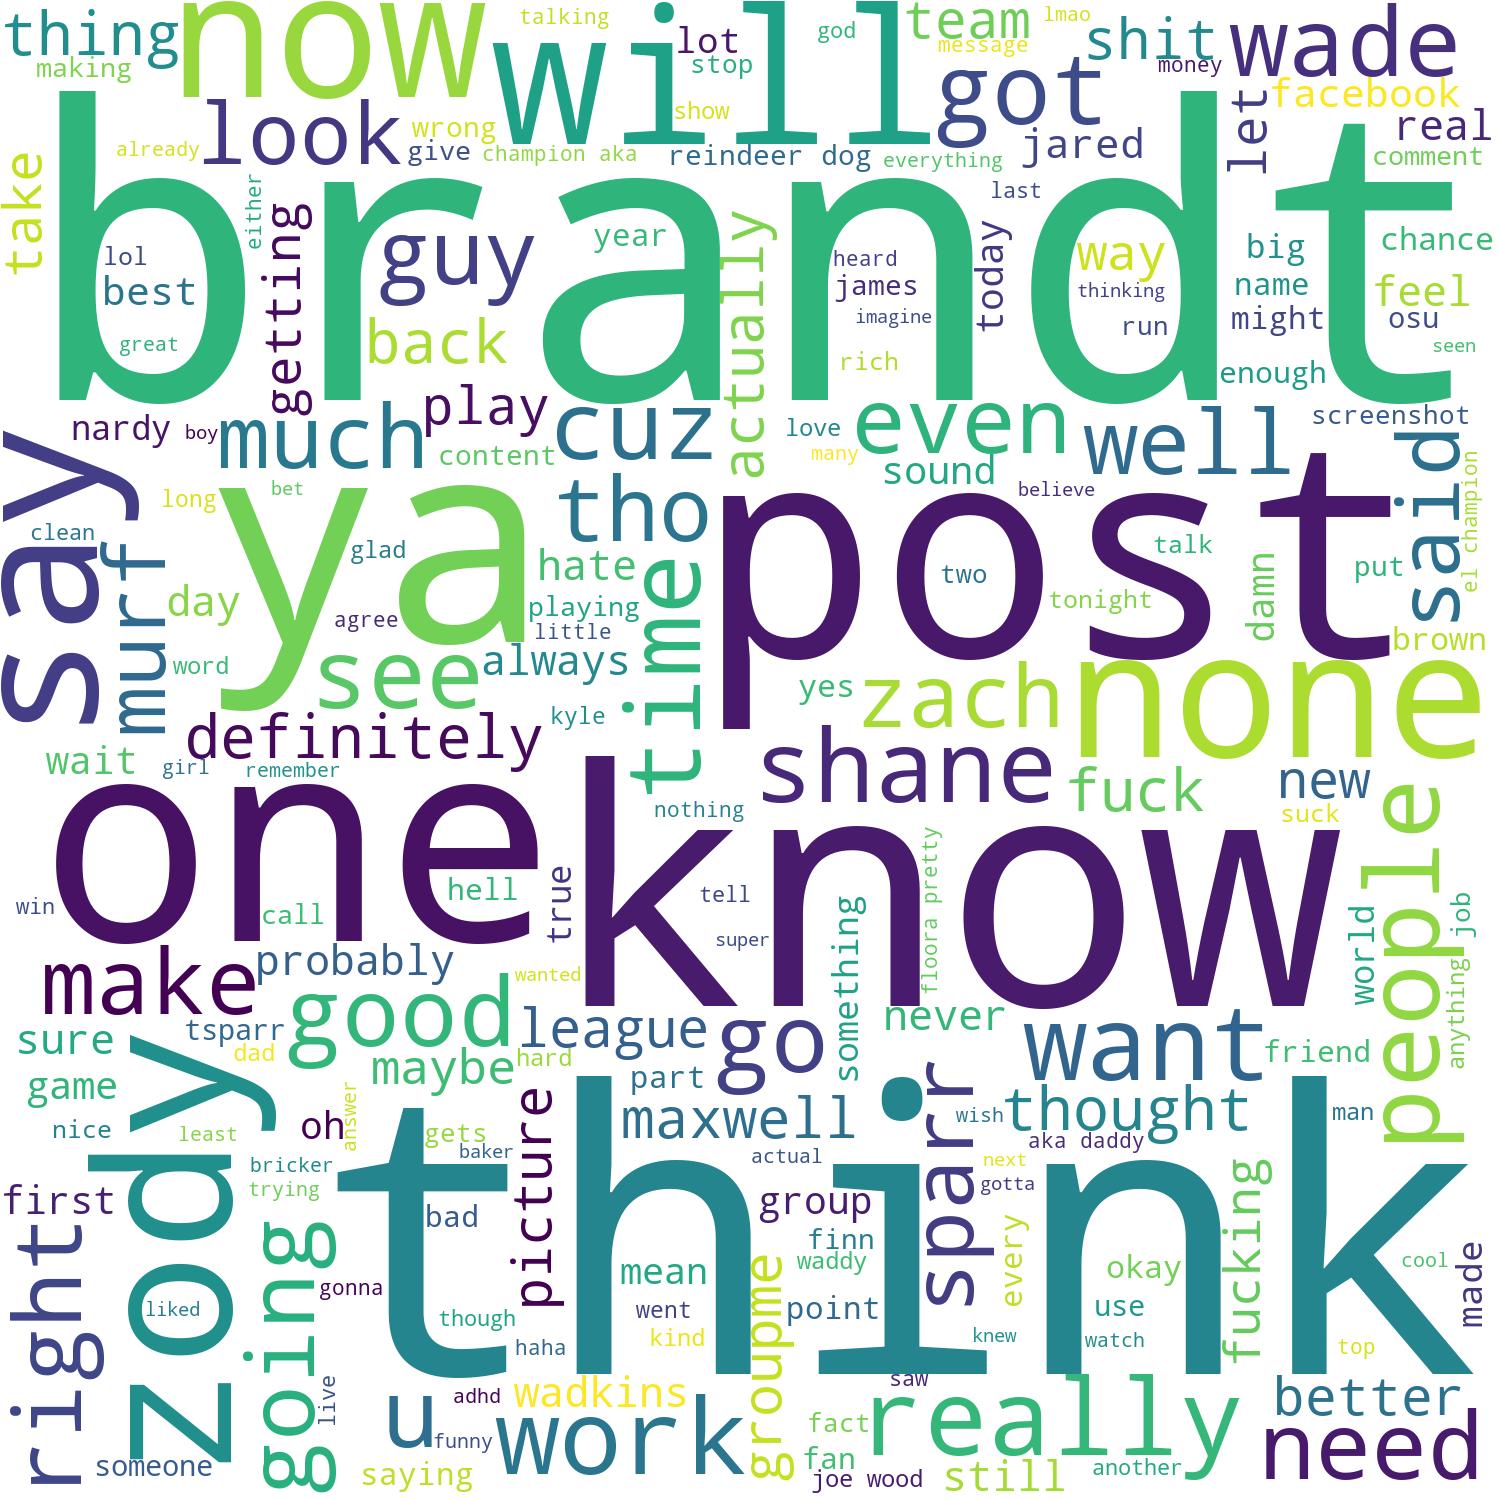 thing
now
will
talking
lot
stop
god
team
lmao
message
shit
money
wade
making
look
wrong
show
got
let
facebook
already
give
champion aka
reindeer dog
everything
jared
real
comment
take
brandt
either
lol
best
great
getting
guy
year
back
actually
heard
james
imagine
rich
last
today
way
thinking
run
big
name
might
enough
chance
feel
osu
seen
nardy
boy
much
play
content
cuz
love
many
even
sound
believe
well
screenshot
said
el champion
say
clean
murf
long
bet
ya
glad
agree
tho
hate
playing
little
time
post
two
talk
tonight
damn
put
brown
day
word
see
always
kyle
yes
zach
none
definitely
wait
girl
remember
nothing
shane
fuck
new
suck
people
one
know
win
call
hell
true
tell
super
something
floora pretty
world
job
anything
make
probably
wanted
good
league
go
never
want
friend
sure
tsparr
dad
game
maybe
hard
part
sparr
thought
nice
least
zody
oh
answer
gets
baker
picture
maxwell
wish
aka daddy
man
think
bricker
trying
actual
next
gotta
first
right
going
bad
group
finn
waddy
every
okay
fucking
cool
made
liked
gonna
though
mean
went
kind
groupme
point
use
knew
watch
top
haha
live
u
adhd
funny
wadkins
work
saw
fact
fan
really
better
need
someone
saying
joe wood
still
another